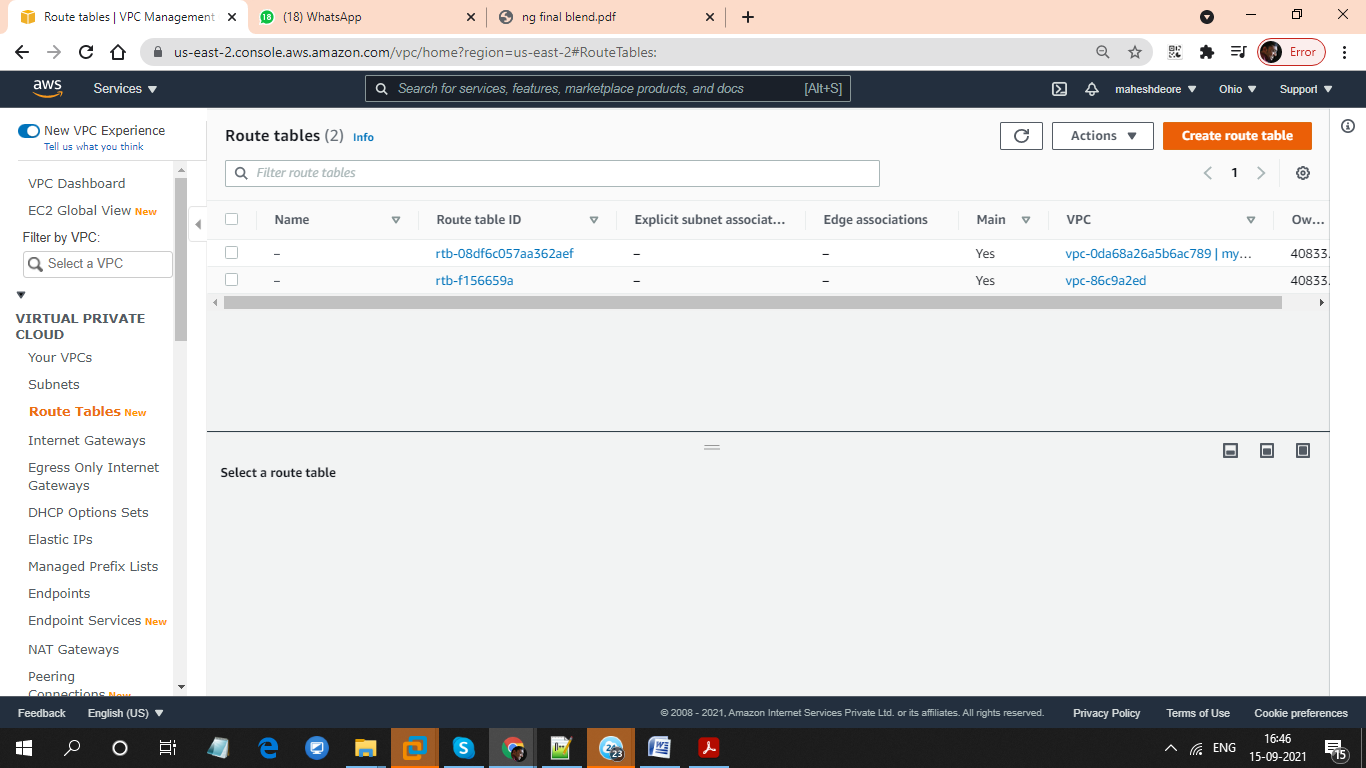 Route tables | VPC Management
(18) WhatsApp
ng final blend.pdf
us-east-2.console.aws.amazon.com/vpc/home?region=us-east-2#RouteTables:
Error
aws
Services
Search for services, features, marketplace products, and docs
[Alt+S]
maheshdeore
Ohio
Support
New VPC Experience
Tell us what you think
VPC Dashboard
EC2 Global View New
Filter by VPC:
Select a VPC
VIRTUAL PRIVATE
CLOUD
Your VPCs
Subnets
Route Tables New
Internet Gateways
Egress Only Internet
Gateways
DHCP Options Sets
Elastic IPs
Managed Prefix Lists
Endpoints
Endpoint Services New
NAT Gateways
Peering
Connections New
Route tables (2) Info
Actions
Create route table
Filter route tables
1
Name Route table ID Explicit subnet associat... Edge associations Main VPC Ow...
– rtb-08df6c057aa362aef – – Yes vpc-0da68a26a5b6ac789 | my... 40833.
– rtb-f156659a – – Yes vpc-86c9a2ed 40833.
Select a route table
Feedback
English (US)
© 2008 - 2021, Amazon Internet Services Private Ltd. or its affiliates. All rights reserved.
Privacy Policy
Terms of Use
Cookie preferences
ENG
16:46
15-09-2021
15